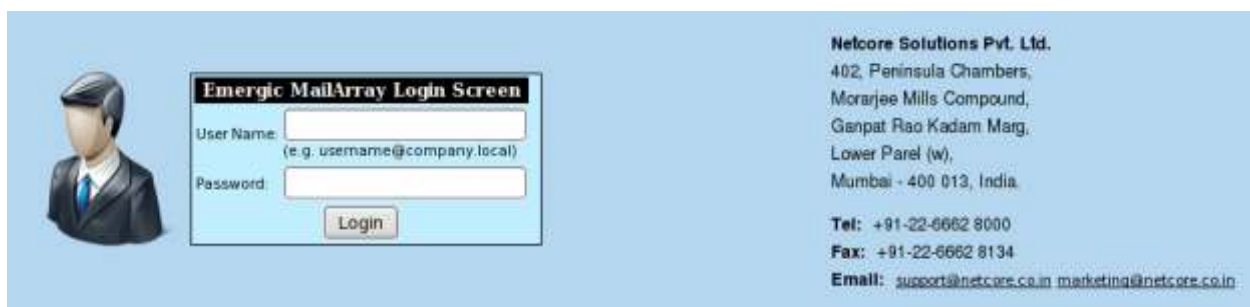 Emergic MailArray Login Screen
User Name:
(e.g. username@company.local)
Password:
Login
Netcore Solutions Pvt. Ltd.
402, Peninsula Chambers,
Morarjee Mills Compound,
Ganpat Rao Kadam Marg,
Lower Parel (w),
Mumbai - 400 013, India.
Tel: +91-22-6662 8000
Fax: +91-22-6662 8134
Email: support@netcore.co.in marketing@netcore.co.in